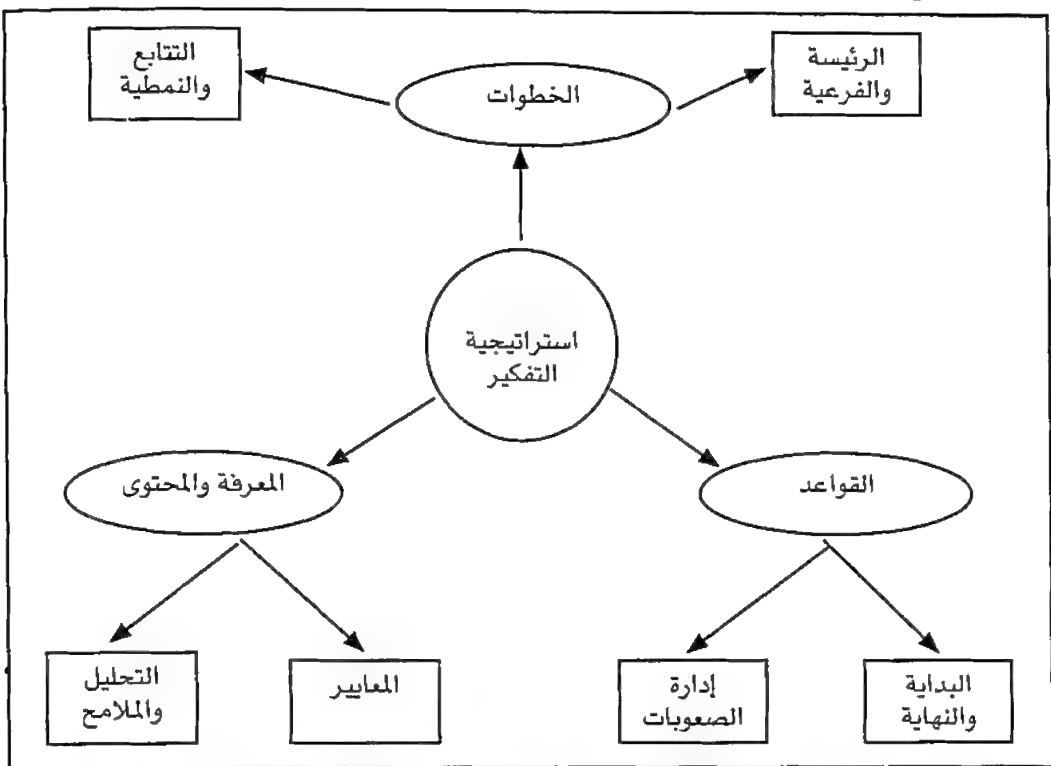 الرئيسة
والفرعية
الخطوات
التتابع
والنمطية
استراتيجية
التفكير
القواعد
المعرفة والمحتوى
البداية
والنهاية
إدارة
الصعوبات
المعايير
التحليل
والملامح